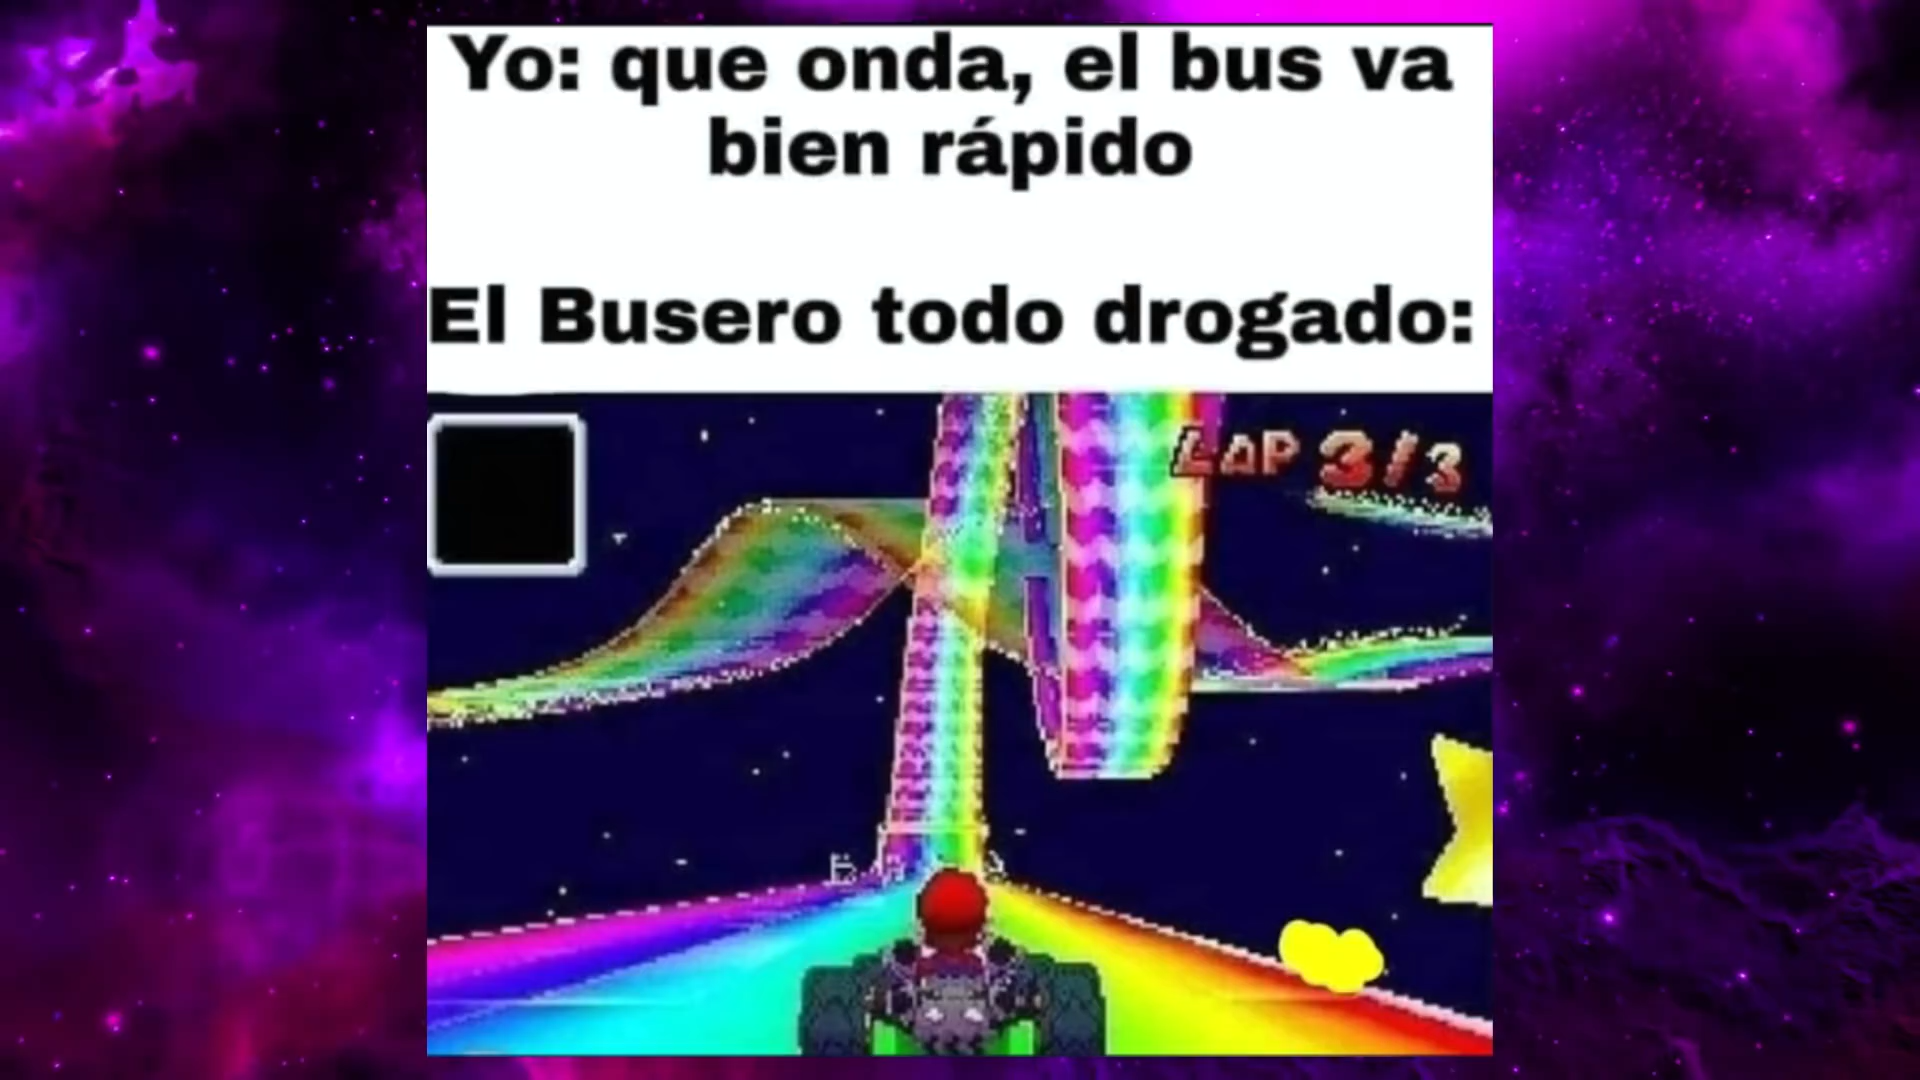 Yo: que onda, el bus va
bien rápido
El Busero todo drogado:
LAP 3/3